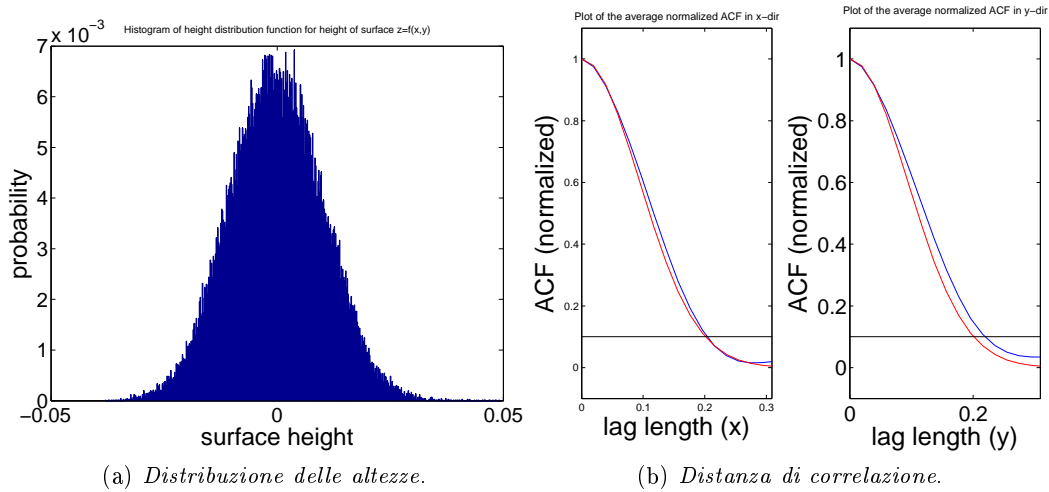 Histogram of height distribution function for height of surface z=f(x,y)
7 x 10⁻³
6
5
4
3
2
1
0
−0.05
0
0.05
probability
surface height
(a) Distribuzione delle altezze.
Plot of the average normalized ACF in x−dir
1
0.8
0.6
0.4
0.2
0
0
0.1
0.2
0.3
ACF (normalized)
lag length (x)
Plot of the average normalized ACF in y−dir
1
0.8
0.6
0.4
0.2
0
0
0.2
ACF (normalized)
lag length (y)
(b) Distanza di correlazione.